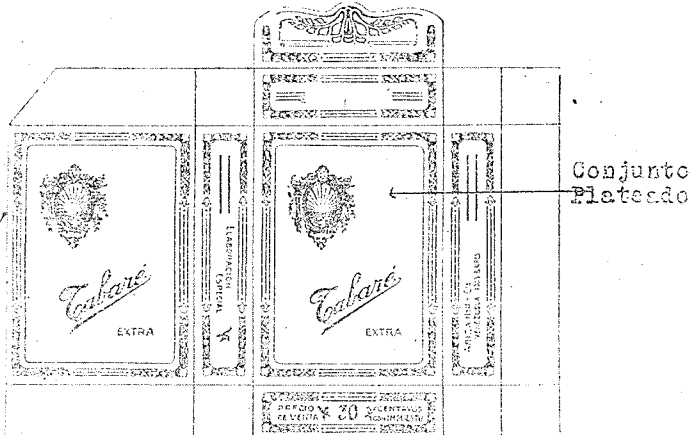 Conjunto
Plateado
Tabaré
EXTRA
ELABORACION
ESPECIAL
Tabaré
EXTRA
PRECIO
DE VENTA
30
CENTAVOS